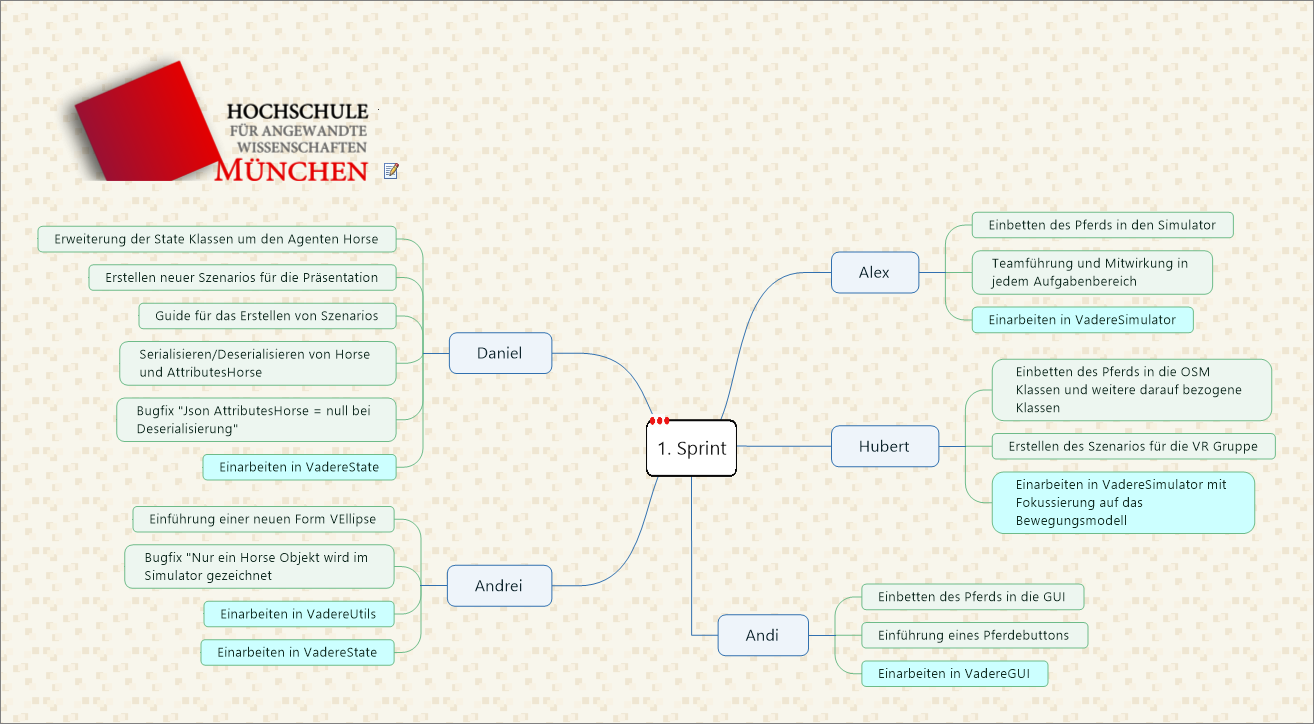 HOCHSCHULE
FÜR ANGEWANDTE
WISSENSCHAFTEN
MÜNCHEN
1. Sprint
Daniel
Erweiterung der State Klassen um den Agenten Horse
Erstellen neuer Szenarios für die Präsentation
Guide für das Erstellen von Szenarios
Serialisieren/Deserialisieren von Horse
und AttributesHorse
Bugfix "Json AttributesHorse = null bei
Deserialisierung"
Einarbeiten in VadereState
Andrei
Einführung einer neuen Form VEllipse
Bugfix "Nur ein Horse Objekt wird im
Simulator gezeichnet
Einarbeiten in VadereUtils
Einarbeiten in VadereState
Alex
Einbetten des Pferds in den Simulator
Teamführung und Mitwirkung in
jedem Aufgabenbereich
Einarbeiten in VadereSimulator
Hubert
Einbetten des Pferds in die OSM
Klassen und weitere darauf bezogene
Klassen
Erstellen des Szenarios für die VR Gruppe
Einarbeiten in VadereSimulator mit
Fokussierung auf das
Bewegungsmodell
Andi
Einbetten des Pferds in die GUI
Einführung eines Pferdebuttons
Einarbeiten in VadereGUI